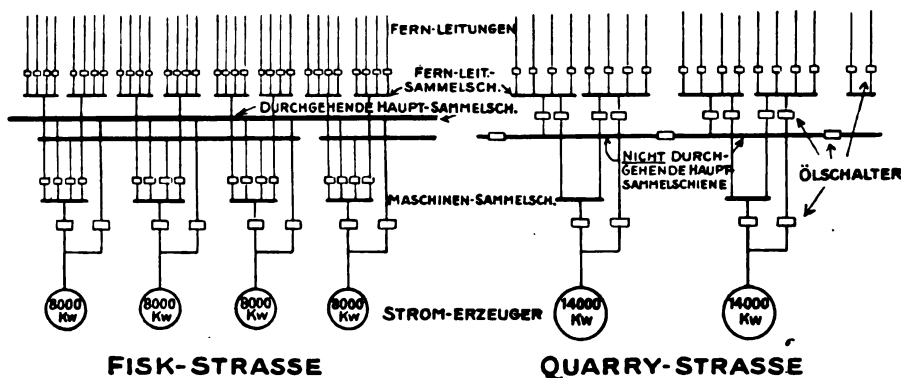 FERN-LEITUNGEN
FERN-LEIT.-
SAMMELSCH.
DURCHGEHENDE HAUPT-SAMMELSCH.
NICHT DURCH-
GEHENDE HAUPT-
SAMMELSCHIENE
ÖLSCHALTER
MASCHINEN-SAMMELSCH.
8000
KW
8000
KW
8000
KW
8000
KW
STROM-ERZEUGER
14000
KW
14000
KW
FISK-STRASSE
QUARRY-STRASSE